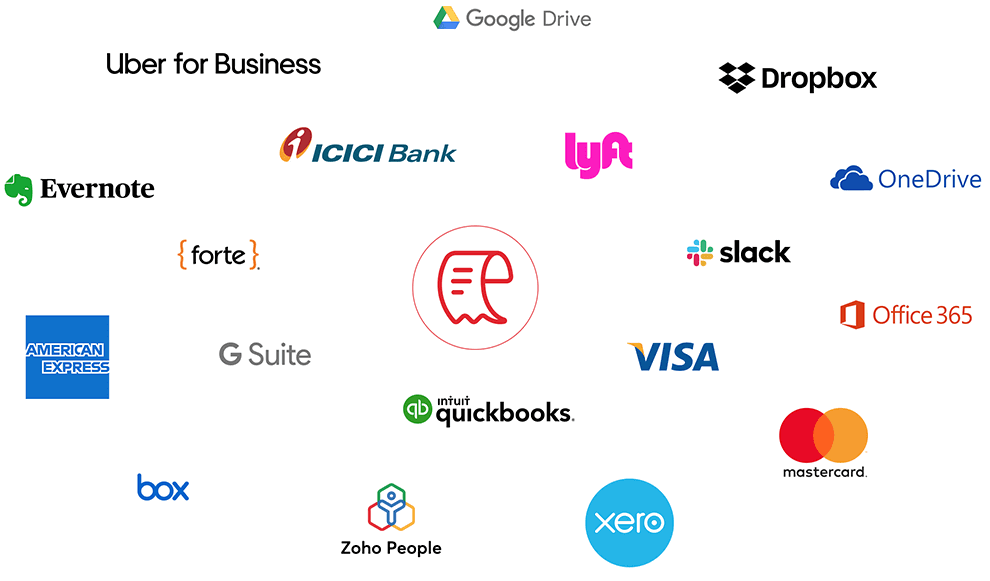 Google Drive
Uber for Business
Dropbox
ICICI Bank
lyft
Evernote
OneDrive
{forte}.
slack
Office 365
AMERICAN
EXPRESS
G Suite
VISA
intuit
qb quickbooks.
mastercard.
box
Zoho People
xero